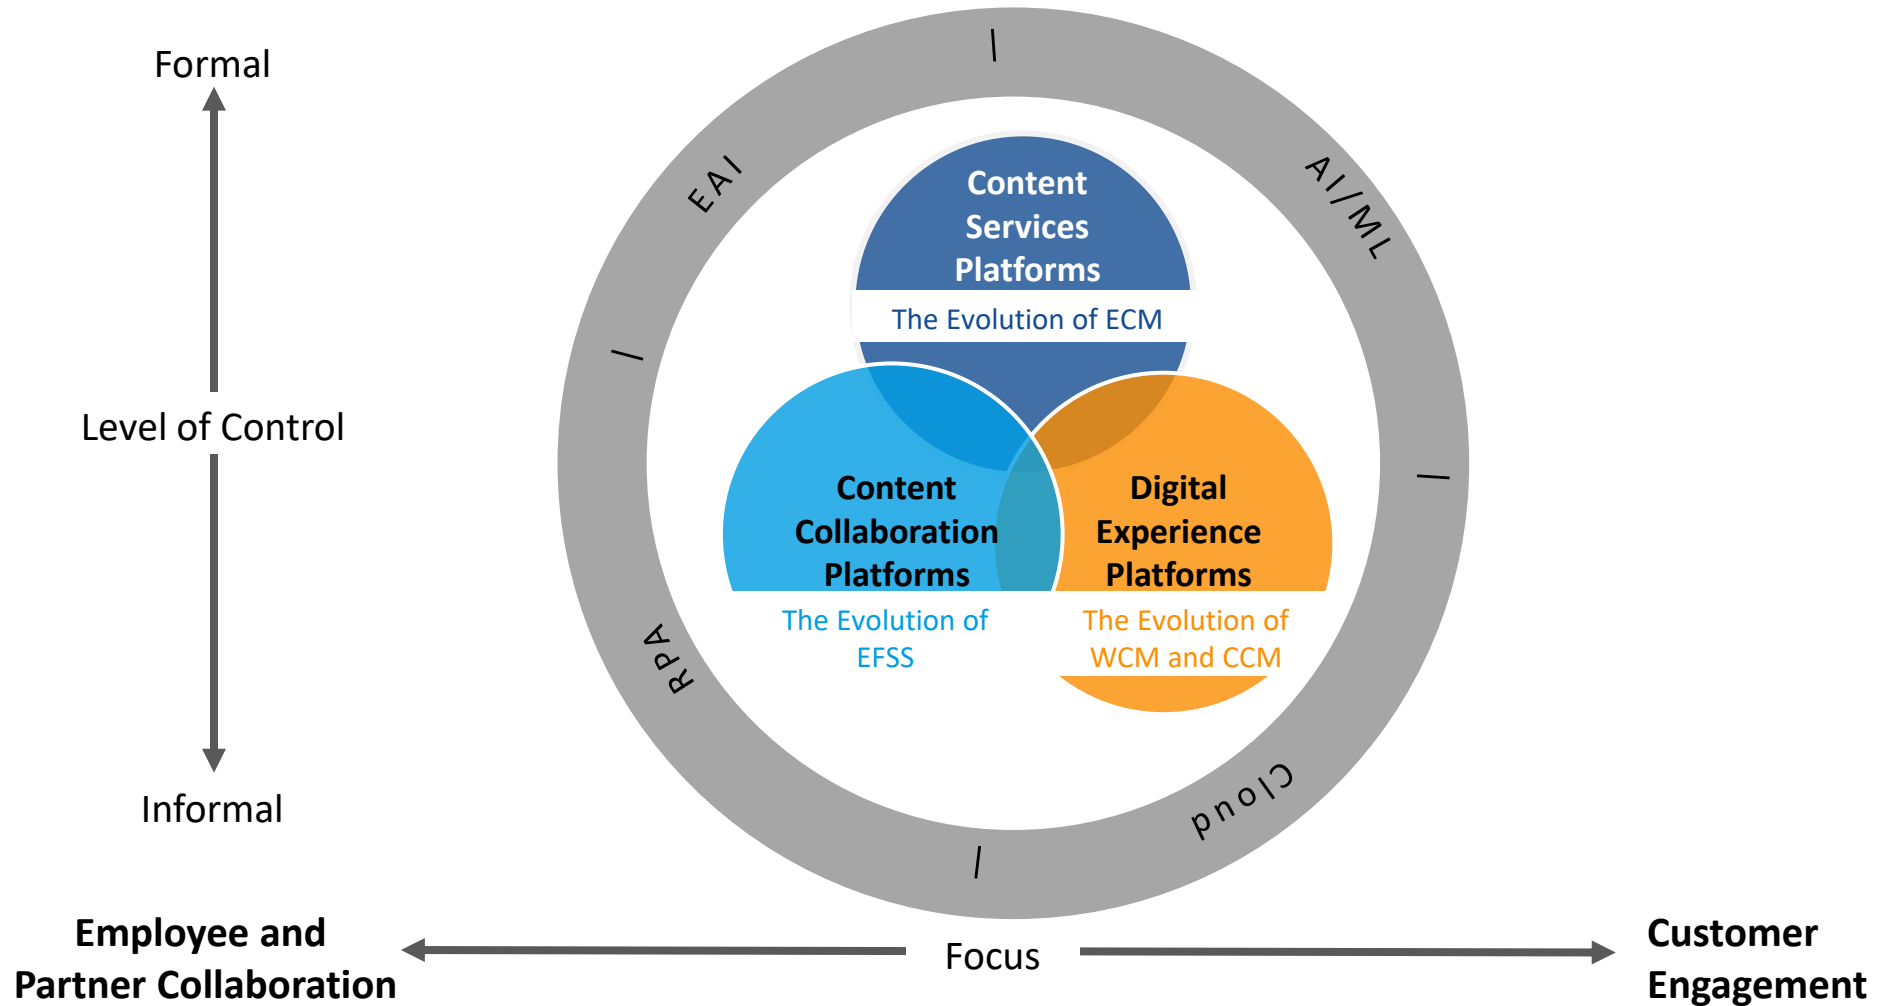 Formal
Level of Control
Informal
EAI
|
AI/ML
|
Cloud
|
RPA
|
Content
Services
Platforms
The Evolution of ECM
Content
Collaboration
Platforms
The Evolution of
EFSS
Digital
Experience
Platforms
The Evolution of
WCM and CCM
Employee and
Partner Collaboration
Focus
Customer
Engagement